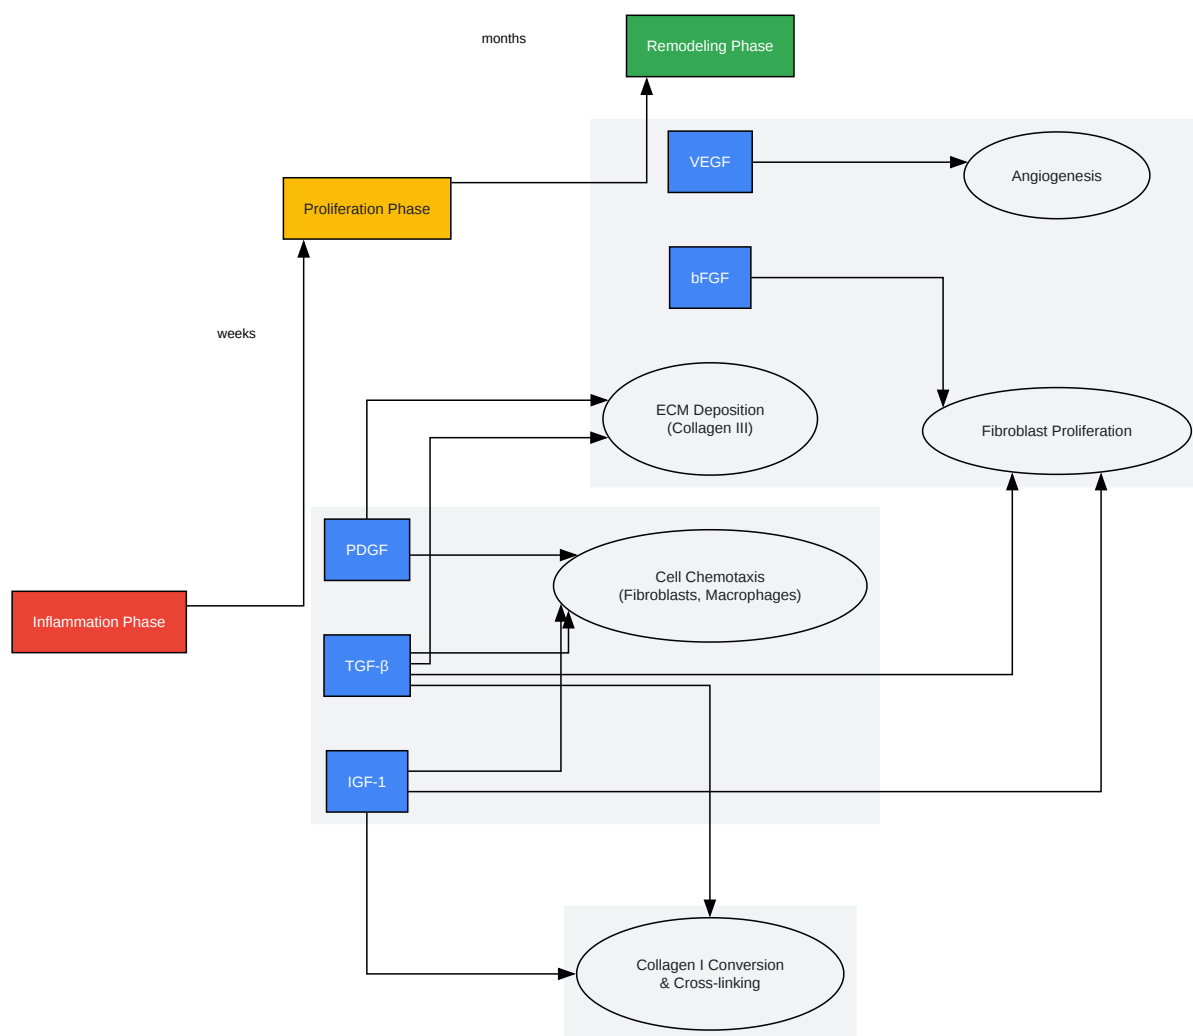 months
Remodeling Phase
VEGF
Angiogenesis
Proliferation Phase
bFGF
weeks
ECM Deposition
(Collagen III)
Fibroblast Proliferation
PDGF
Cell Chemotaxis
(Fibroblasts, Macrophages)
Inflammation Phase
TGF-β
IGF-1
Collagen I Conversion
& Cross-linking